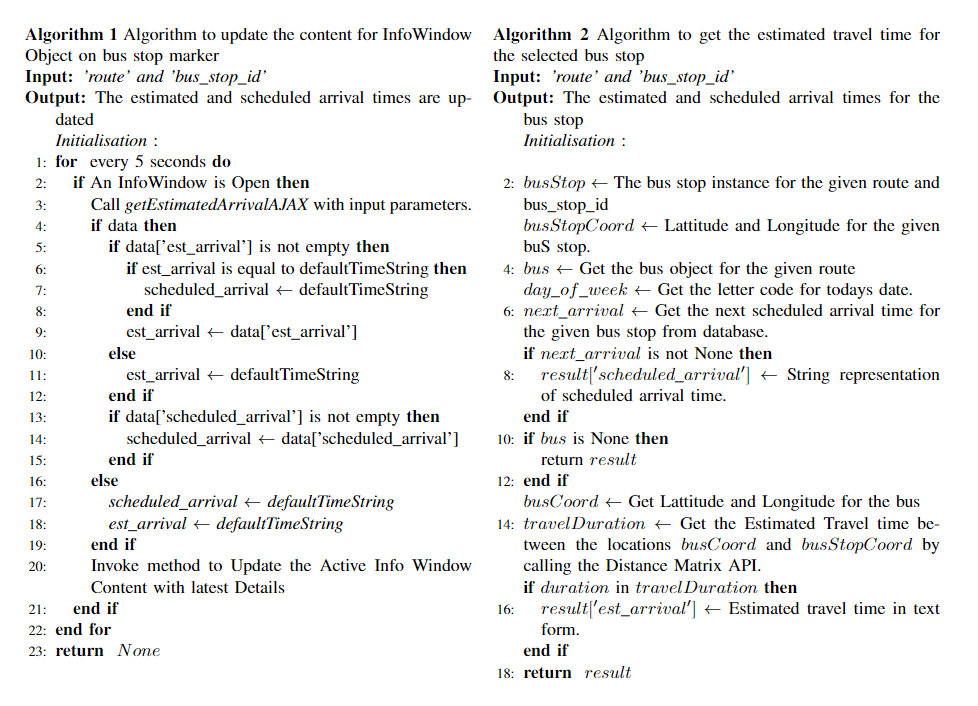 Algorithm 1 Algorithm to update the content for InfoWindow
Object on bus stop marker
Input: 'route' and 'bus_stop_id'
Output: The estimated and scheduled arrival times are up-
dated
Initialisation :
1: for every 5 seconds do
2: if An InfoWindow is Open then
3: Call getEstimatedArrivalAJAX with input parameters.
4: if data then
5: if data['est_arrival'] is not empty then
6: if est_arrival is equal to defaultTimeString then
7: scheduled_arrival ← defaultTimeString
8: end if
9: est_arrival ← data['est_arrival']
10: else
11: est_arrival ← defaultTimeString
12: end if
13: if data['scheduled_arrival'] is not empty then
14: scheduled_arrival ← data['scheduled_arrival']
15: end if
16: else
17: scheduled_arrival ← defaultTimeString
18: est_arrival ← defaultTimeString
19: end if
20: Invoke method to Update the Active Info Window
Content with latest Details
21: end if
22: end for
23: return None
Algorithm 2 Algorithm to get the estimated travel time for
the selected bus stop
Input: 'route' and 'bus_stop_id'
Output: The estimated and scheduled arrival times for the
bus stop
Initialisation :
2: busStop ← The bus stop instance for the given route and
bus_stop_id
busStopCoord ← Lattitude and Longitude for the given
buS stop.
4: bus ← Get the bus object for the given route
day_of_week ← Get the letter code for todays date.
6: next_arrival ← Get the next scheduled arrival time for
the given bus stop from database.
if next_arrival is not None then
8: result['scheduled_arrival'] ← String representation
of scheduled arrival time.
end if
10: if bus is None then
return result
12: end if
busCoord ← Get Lattitude and Longitude for the bus
14: travelDuration ← Get the Estimated Travel time be-
tween the locations busCoord and busStopCoord by
calling the Distance Matrix API.
if duration in travelDuration then
16: result['est_arrival'] ← Estimated travel time in text
form.
end if
18: return result